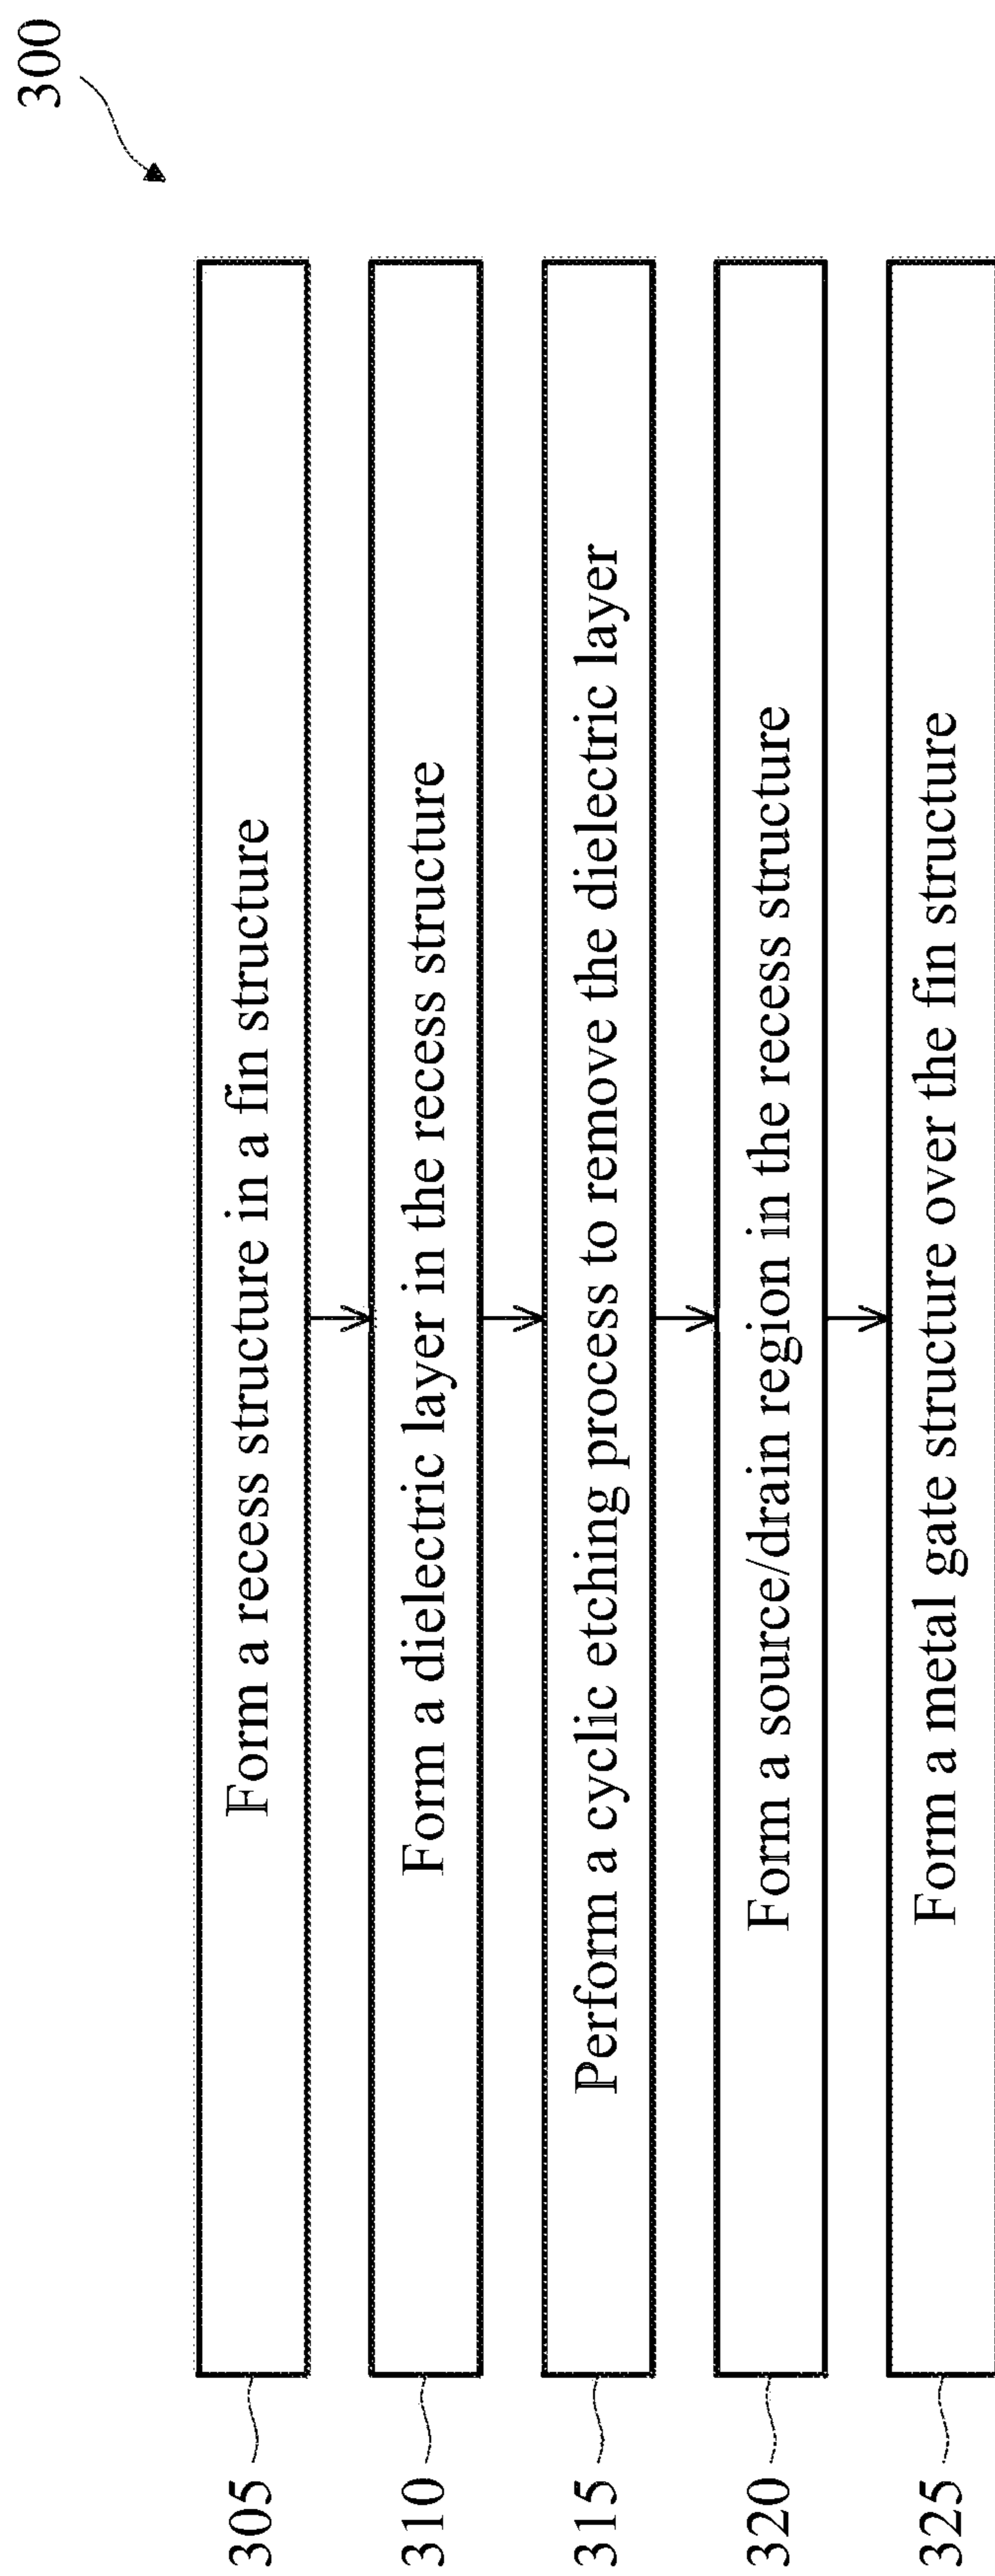 300
305
Form a recess structure in a fin structure
310
Form a dielectric layer in the recess structure
315
Perform a cyclic etching process to remove the dielectric layer
320
Form a source/drain region in the recess structure
325
Form a metal gate structure over the fin structure